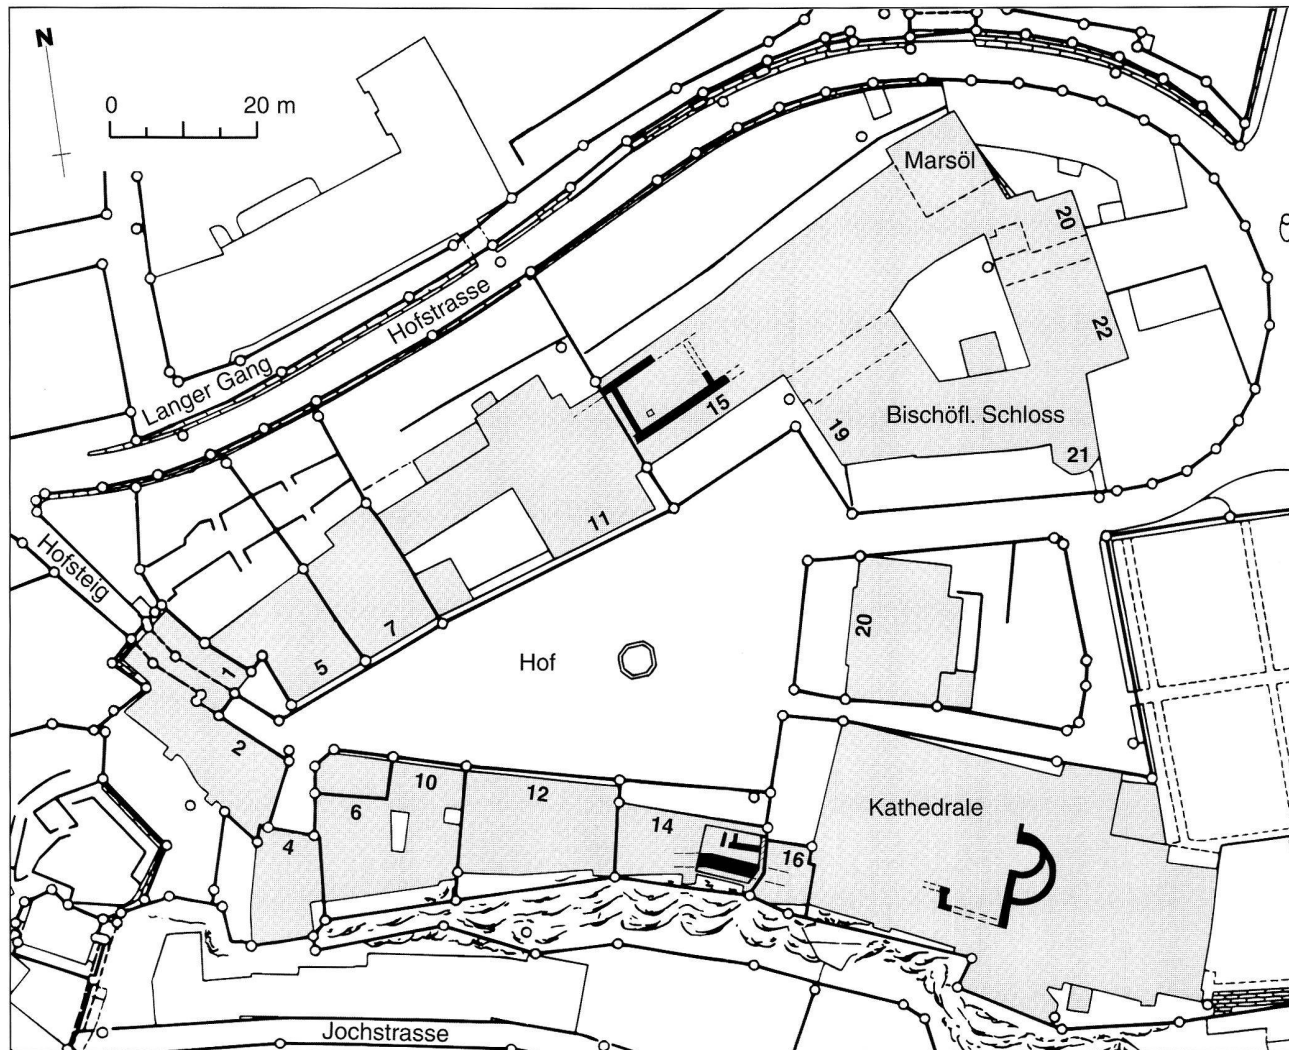 N
0 20 m
Marsöl
20
Hofstrasse
22
Langer Gang
15
Bischöfl. Schloss
19
21
11
Hofsteig
20
7
Hof
5
1
2
10
12
6
Kathedrale
14
4
16
Jochstrasse